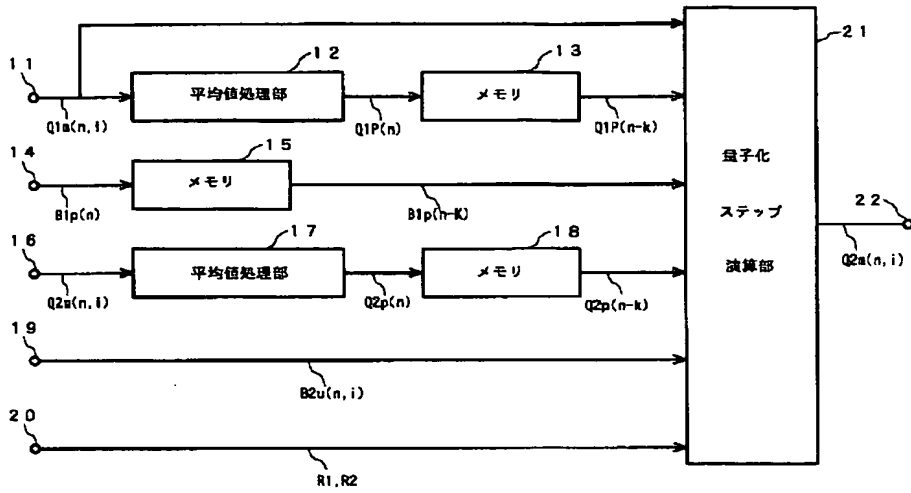 21
11
12
13
平均値処理部
メモリ
Q1m(n,i)
Q1P(n)
Q1P(n-k)
14
15
量子化
メモリ
22
B1p(n)
B1p(n-K)
ステップ
16
17
18
平均値処理部
メモリ
演算部
Q2m(n,i)
Q2u(n,i)
Q2p(n)
Q2p(n-k)
19
B2u(n,i)
20
R1,R2